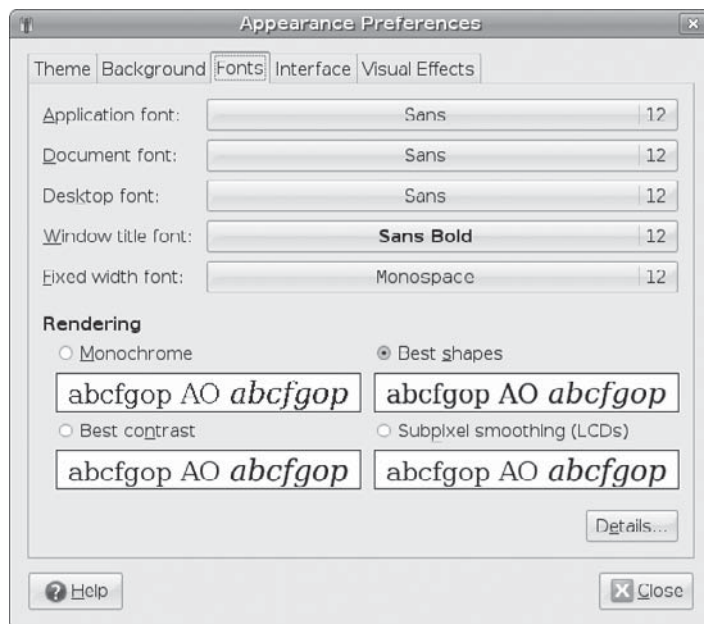 Appearance Preferences
Theme Background Fonts Interface Visual Effects
Application font: Sans 12
Document font: Sans 12
Desktop font: Sans 12
Window title font: Sans Bold 12
Fixed width font: Monospace 12
Rendering
Monochrome Best shapes
abcfgop AO abcfgop abcfgop AO abcfgop
Best contrast Subpixel smoothing (LCDs)
abcfgop AO abcfgop abcfgop AO abcfgop
Details...
Help Close